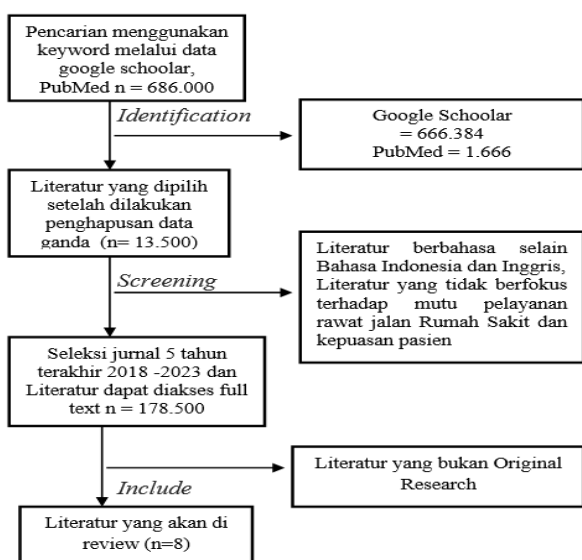 Pencarian menggunakan
keyword melalui data
google schoolar,
PubMed n = 686.000
Identification
Google Schoolar
= 666.384
PubMed = 1.666
Literatur yang dipilih
setelah dilakukan
penghapusan data
ganda (n= 13.500)
Screening
Literatur berbahasa selain
Bahasa Indonesia dan Inggris,
Literatur yang tidak berfokus
terhadap mutu pelayanan
rawat jalan Rumah Sakit dan
kepuasan pasien
Seleksi jurnal 5 tahun
terakhir 2018 -2023 dan
Literatur dapat diakses full
text n = 178.500
Literatur yang bukan Original
Research
Include
Literatur yang akan di
review (n=8)